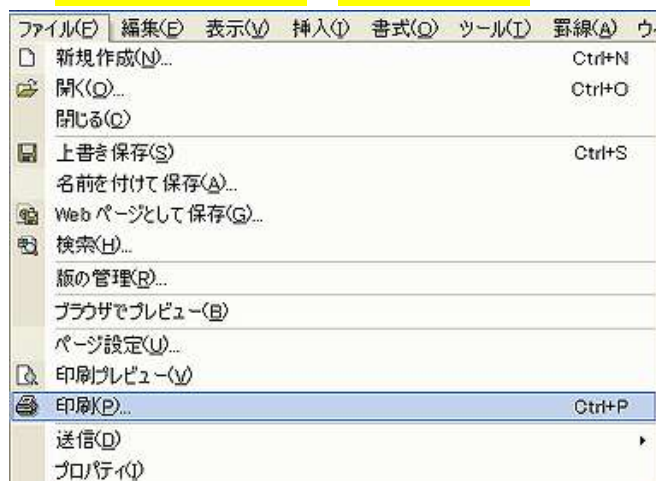 ファイル(F) 編集(E) 表示(V) 挿入(I) 書式(O) ツール(T) 罫線(A) ウ
新規作成(N)... Ctrl+N
開く(O)... Ctrl+O
閉じる(C)
上書き保存(S) Ctrl+S
名前を付けて保存(A)...
Web ページとして保存(G)...
検索(H)...
版の管理(R)...
ブラウザでプレビュー(B)
ページ設定(U)...
印刷プレビュー(V)
印刷(P)... Ctrl+P
送信(D)
プロパティ(I)